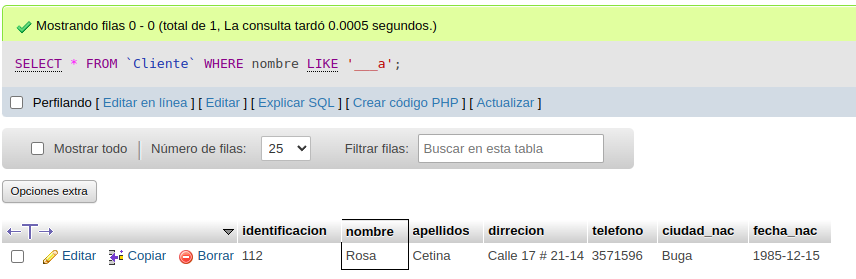 Mostrando filas 0 - 0 (total de 1, La consulta tardó 0.0005 segundos.)
SELECT * FROM `Cliente` WHERE nombre LIKE '___a';
Perfilando [ Editar en línea ] [ Editar ] [ Explicar SQL ] [ Crear código PHP ] [ Actualizar ]
Mostrar todo Número de filas: 25 Filtrar filas: Buscar en esta tabla
Opciones extra
←T→ identificacion nombre apellidos dirrecion telefono ciudad_nac fecha_nac
Editar Copiar Borrar 112 Rosa Cetina Calle 17 # 21-14 3571596 Buga 1985-12-15